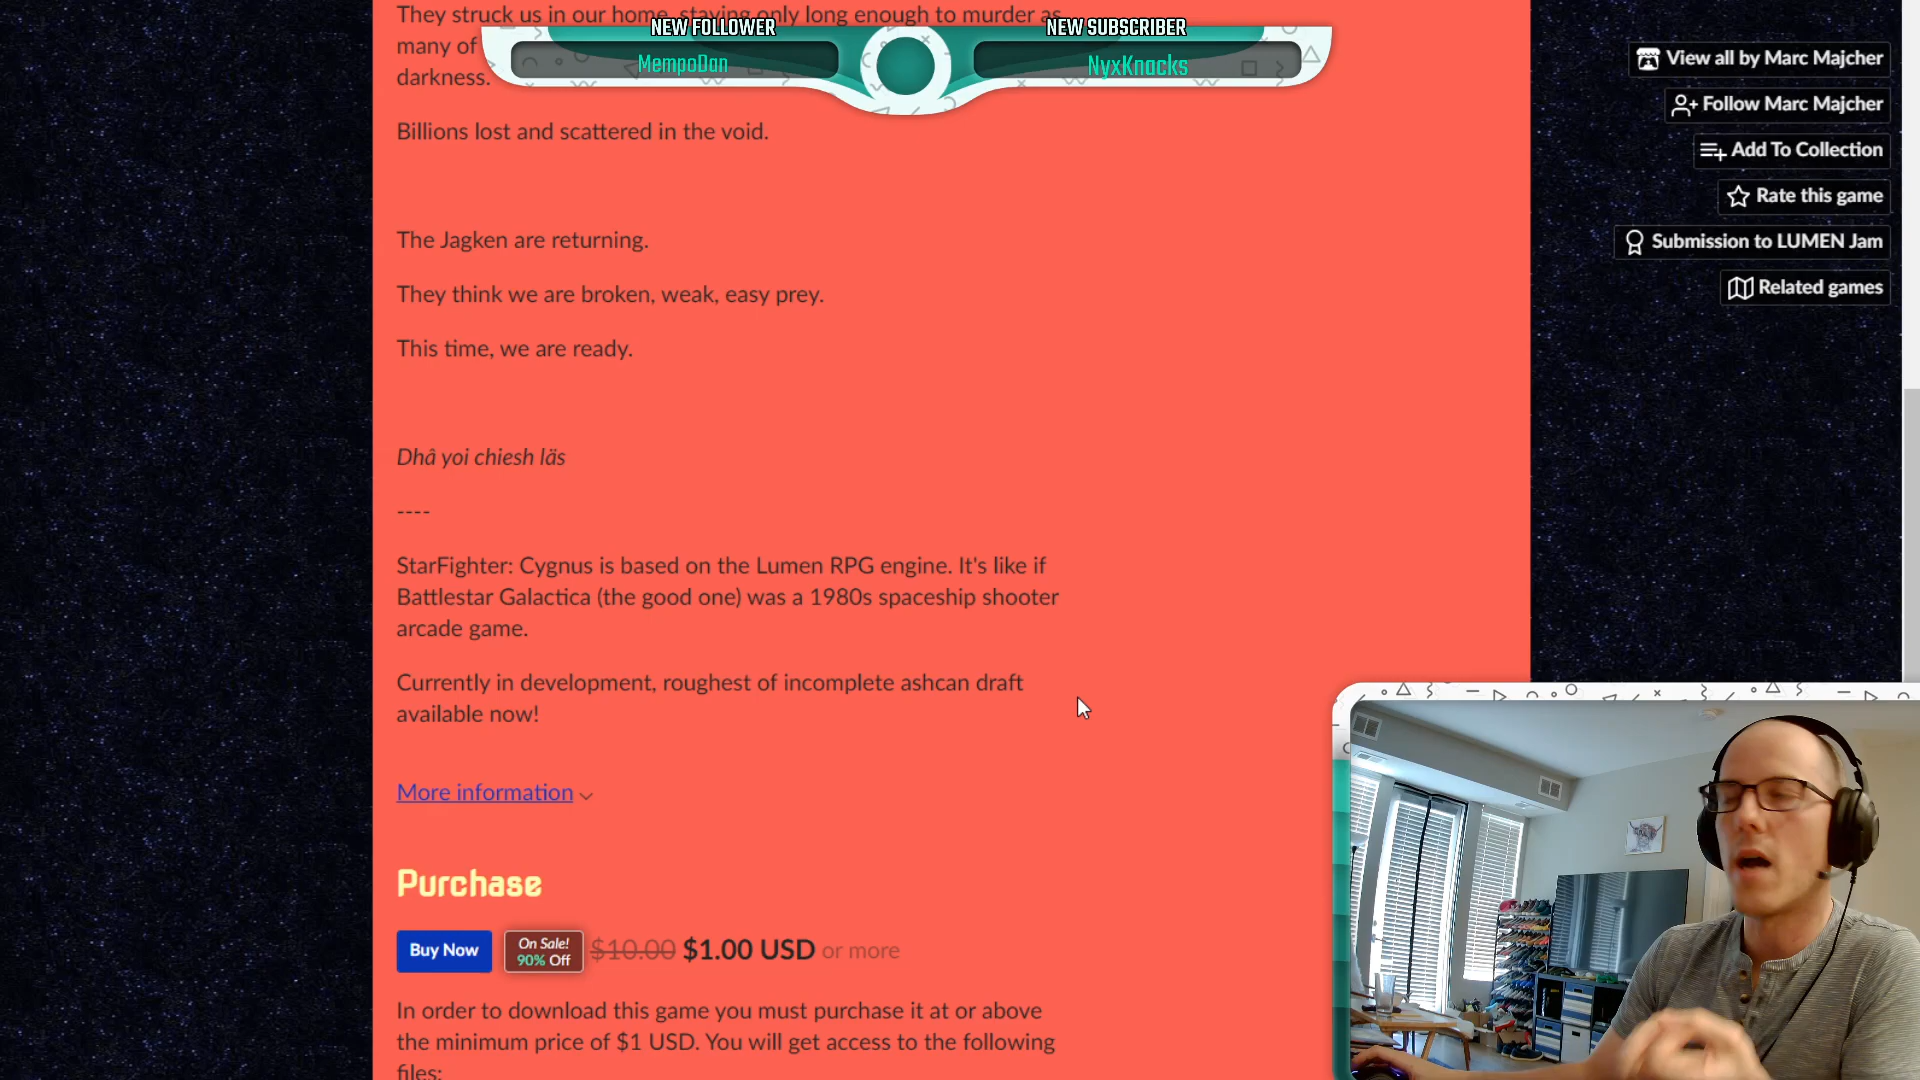 They struck us in our home, staying only long enough to murder as
many of
darkness.
NEW FOLLOWER
MempoDan
NEW SUBSCRIBER
NyxKnacks
Billions lost and scattered in the void.
The Jagken are returning.
They think we are broken, weak, easy prey.
This time, we are ready.
Dhâ yoi chiesh läs
----
StarFighter: Cygnus is based on the Lumen RPG engine. It's like if
Battlestar Galactica (the good one) was a 1980s spaceship shooter
arcade game.
Currently in development, roughest of incomplete ashcan draft
available now!
More information
Purchase
Buy Now
On Sale!
90% Off
$10.00 $1.00 USD or more
In order to download this game you must purchase it at or above
the minimum price of $1 USD. You will get access to the following
files:
View all by Marc Majcher
Follow Marc Majcher
Add To Collection
Rate this game
Submission to LUMEN Jam
Related games